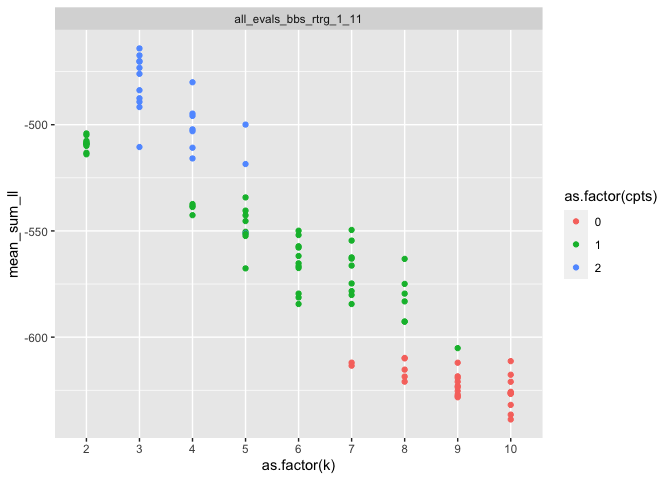 all_evals_bbs_rtrg_1_11
mean_sum_ll
-500
-550
-600
2 3 4 5 6 7 8 9 10
as.factor(k)
as.factor(cpts)
0
1
2